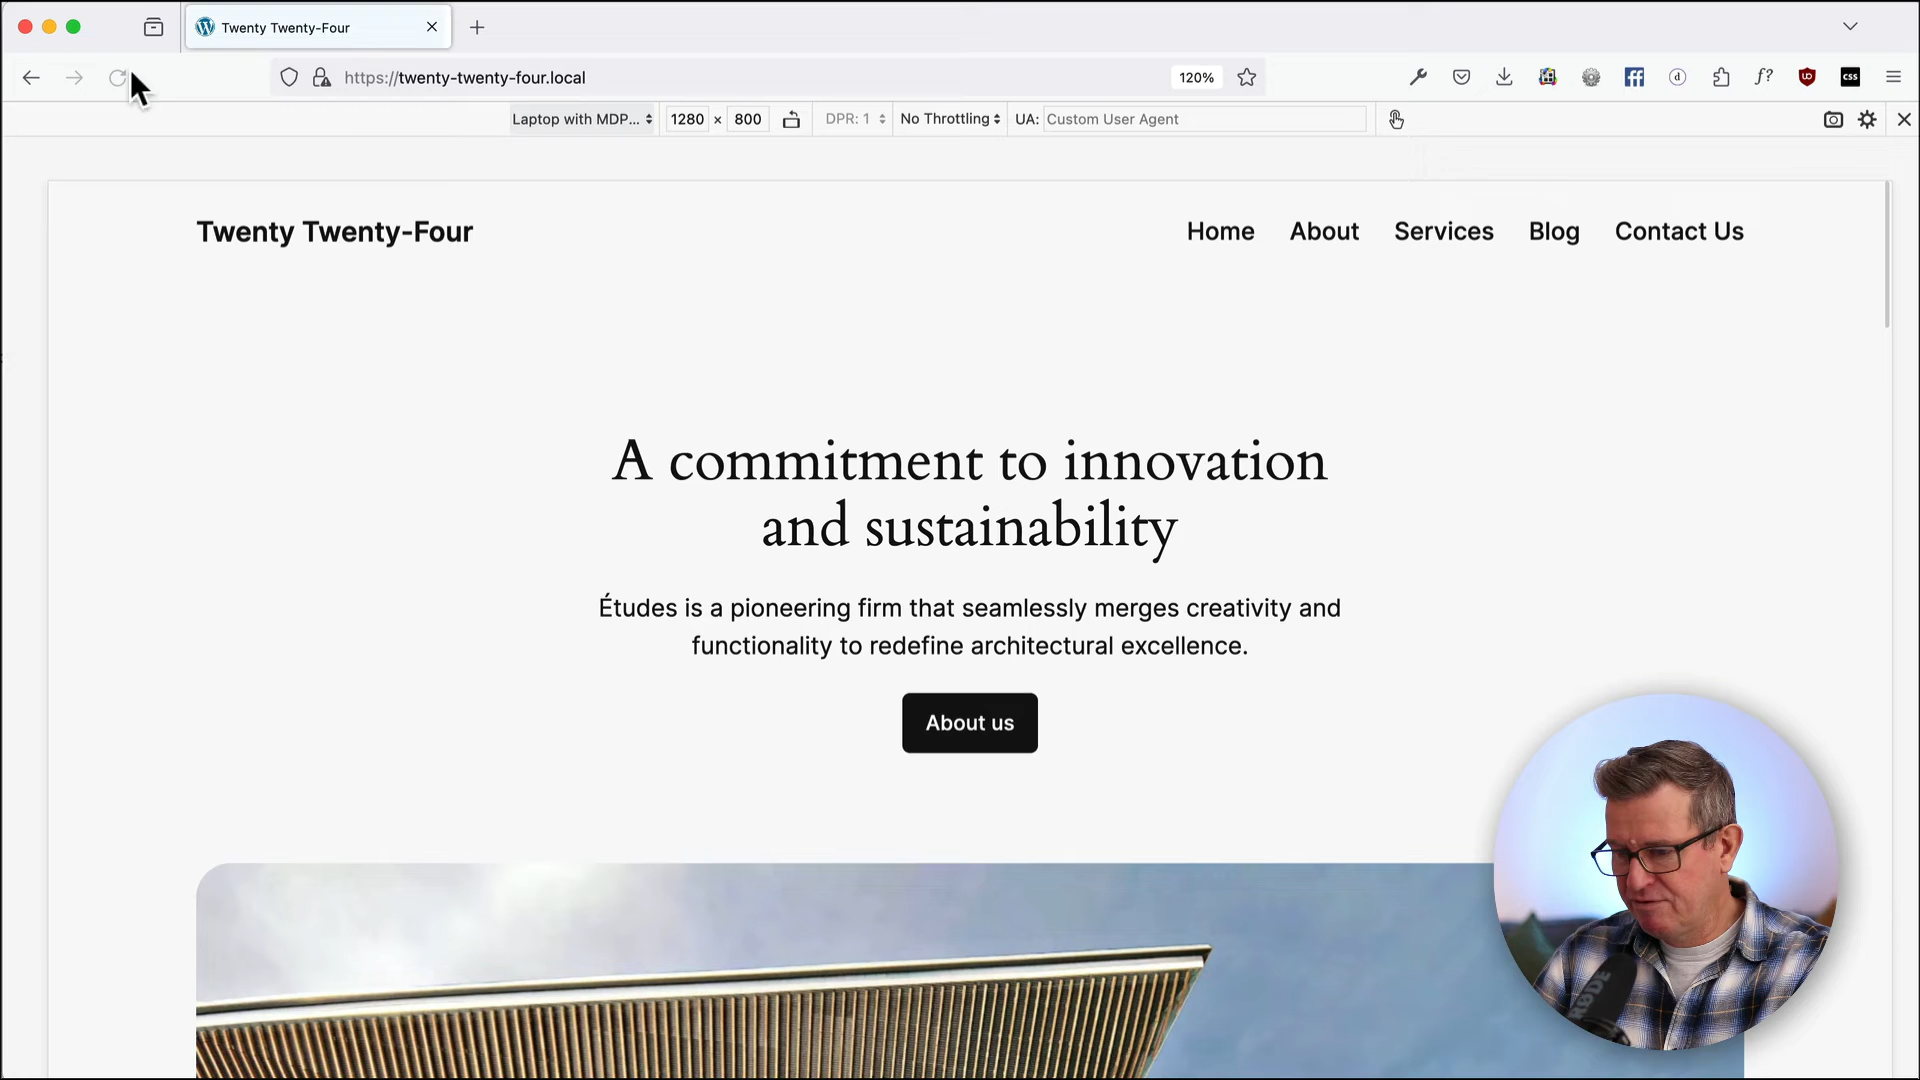 Twenty Twenty-Four
https://twenty-twenty-four.local
120%
css
Laptop with MDP...
1280 × 800
DPR: 1
No Throttling
UA: Custom User Agent
Twenty Twenty-Four
Home
About
Services
Blog
Contact Us
A commitment to innovation
and sustainability
Études is a pioneering firm that seamlessly merges creativity and
functionality to redefine architectural excellence.
About us
RØDE